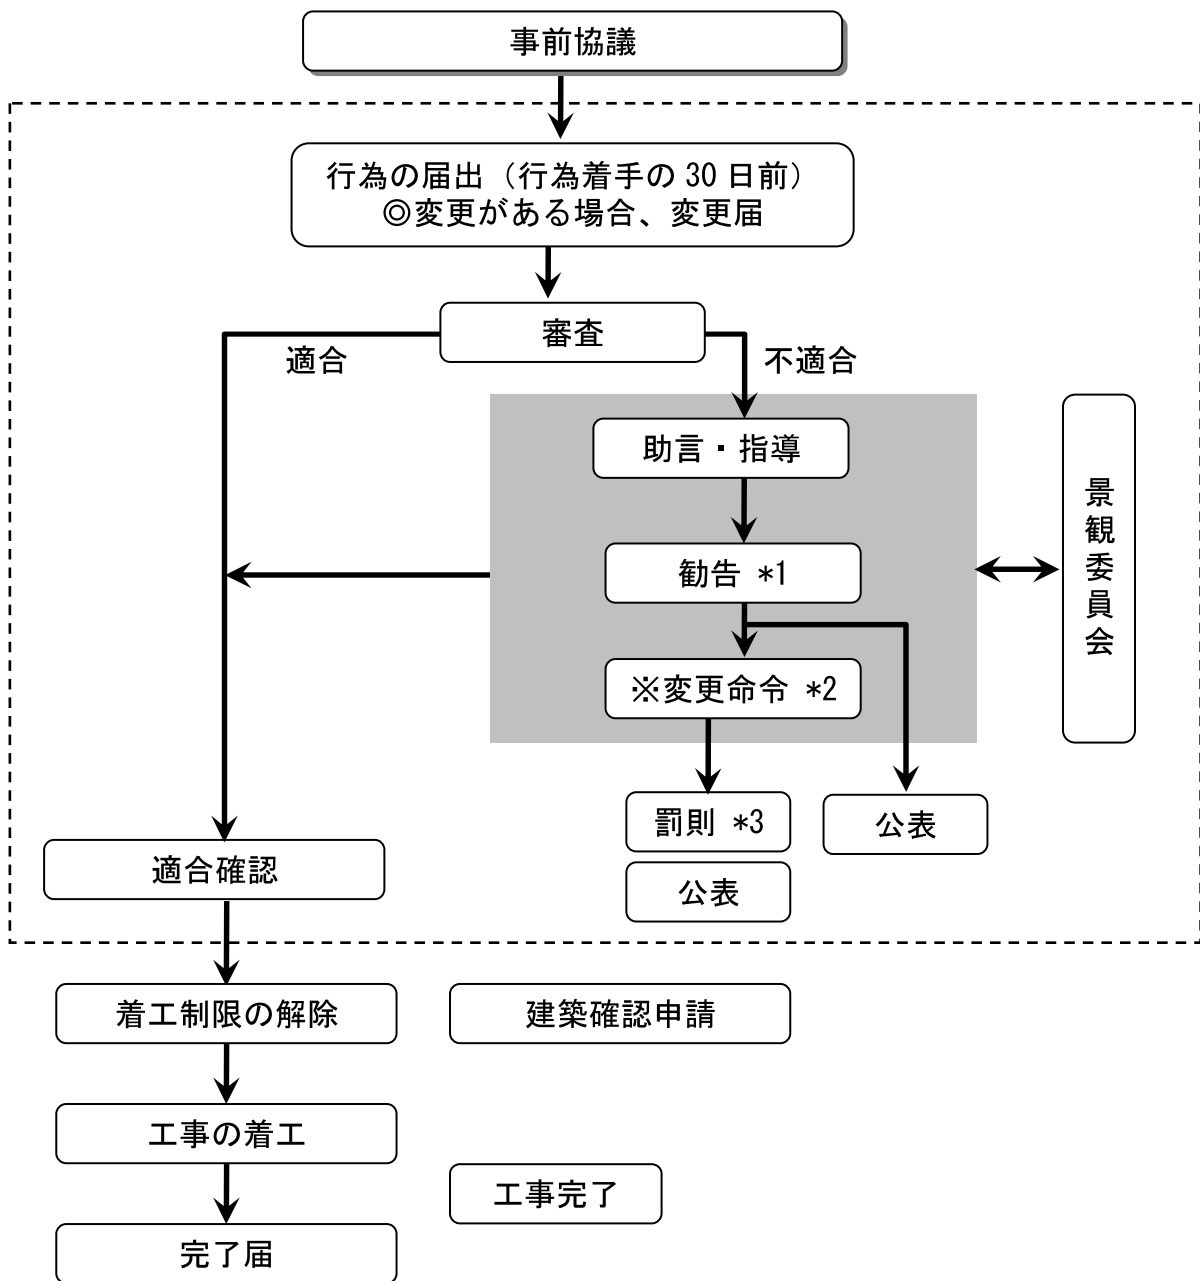 事前協議
行為の届出（行為着手の 30 日前）
◎変更がある場合、変更届
審査
適合
不適合
助言・指導
勧告 *1
※変更命令 *2
景観委員会
罰則 *3
公表
公表
適合確認
着工制限の解除
建築確認申請
工事の着工
工事完了
完了届